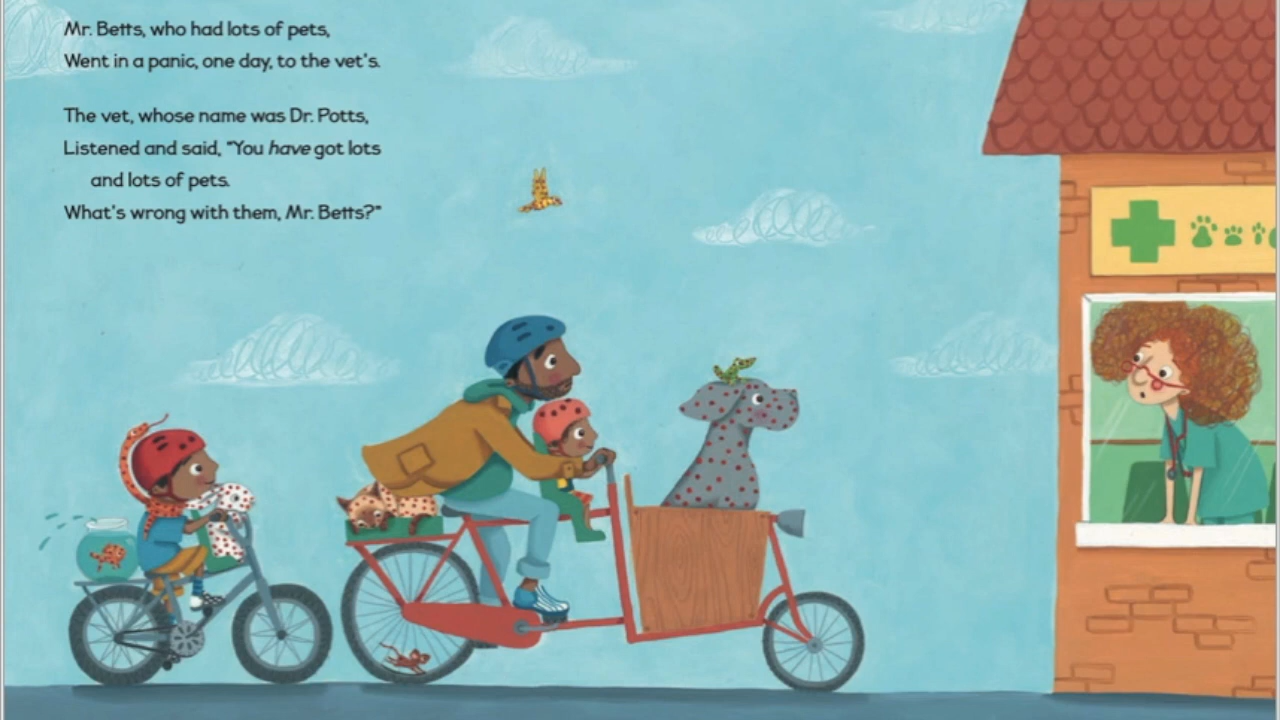 Mr. Betts, who had lots of pets,
Went in a panic, one day, to the vet's.
The vet, whose name was Dr. Potts,
Listened and said, "You have got lots
and lots of pets.
What's wrong with them, Mr. Betts?"